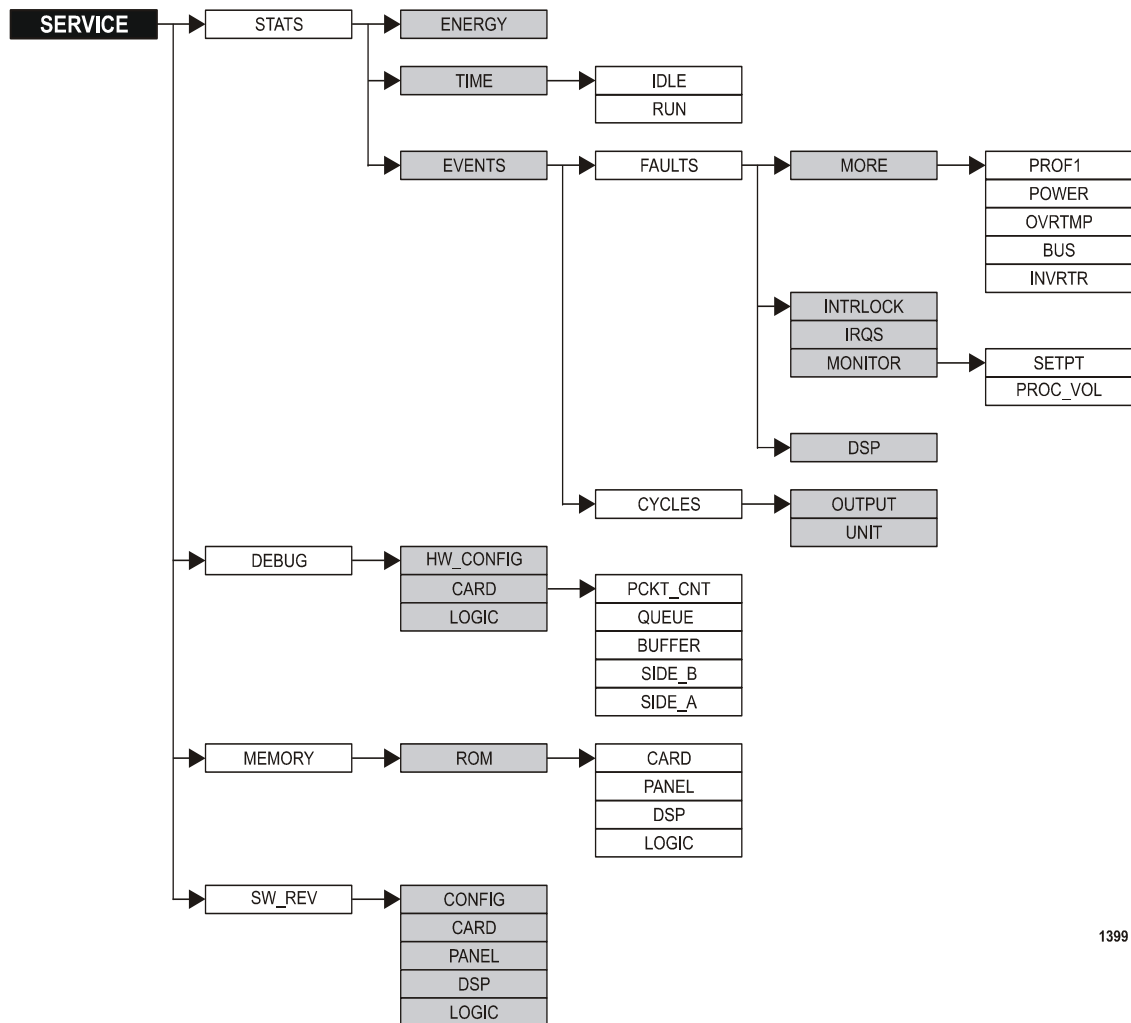 SERVICE
STATS
ENERGY
TIME
IDLE
RUN
EVENTS
FAULTS
MORE
PROF1
POWER
OVRTMP
BUS
INVRTR
INTRLOCK
IRQS
MONITOR
SETPT
PROC_VOL
DSP
CYCLES
OUTPUT
UNIT
DEBUG
HW_CONFIG
CARD
LOGIC
PCKT_CNT
QUEUE
BUFFER
SIDE_B
SIDE_A
MEMORY
ROM
CARD
PANEL
DSP
LOGIC
SW_REV
CONFIG
CARD
PANEL
DSP
LOGIC
1399